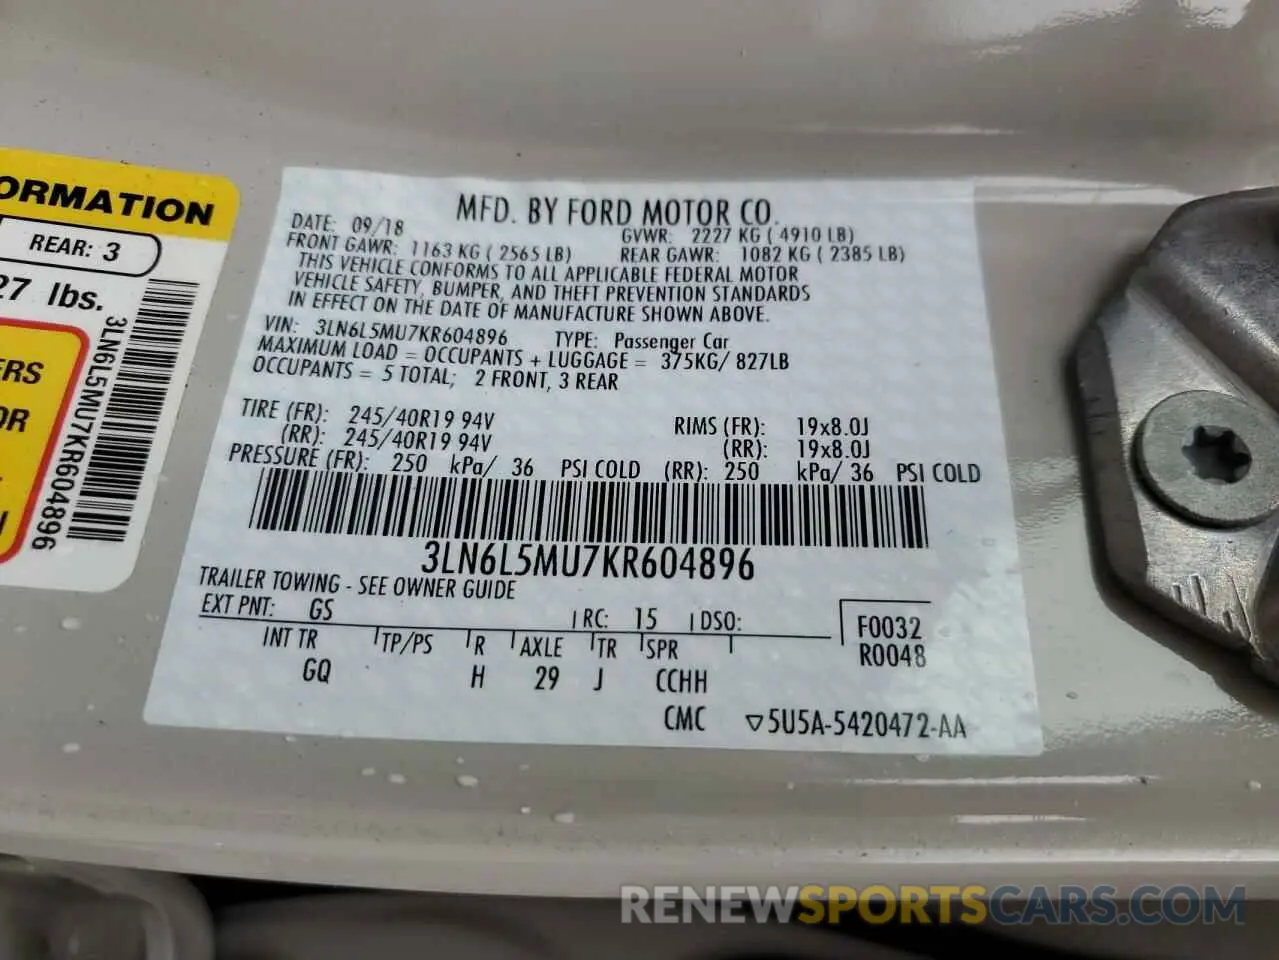 ORMATION
REAR: 3
27 lbs.
ERS
OR
3LN6L5MU7KR604896
MFD. BY FORD MOTOR CO.
DATE: 09/18 GVWR: 2227 KG ( 4910 LB)
FRONT GAWR: 1163 KG ( 2565 LB) REAR GAWR: 1082 KG ( 2385 LB)
THIS VEHICLE CONFORMS TO ALL APPLICABLE FEDERAL MOTOR
VEHICLE SAFETY, BUMPER, AND THEFT PREVENTION STANDARDS
IN EFFECT ON THE DATE OF MANUFACTURE SHOWN ABOVE.
VIN: 3LN6L5MU7KR604896 TYPE: Passenger Car
MAXIMUM LOAD = OCCUPANTS + LUGGAGE = 375KG/ 827LB
OCCUPANTS = 5 TOTAL; 2 FRONT, 3 REAR
TIRE (FR): 245/40R19 94V RIMS (FR): 19x8.0J
(RR): 245/40R19 94V (RR): 19x8.0J
PRESSURE (FR): 250 kPa/ 36 PSI COLD (RR): 250 kPa/ 36 PSI COLD
3LN6L5MU7KR604896
TRAILER TOWING - SEE OWNER GUIDE
EXT PNT: GS RC: 15 DSO: F0032
INT TR TP/PS R AXLE TR SPR R0048
GQ H 29 J CCHH
CMC ▽5U5A-5420472-AA
RENEWSPORTSCARS.COM